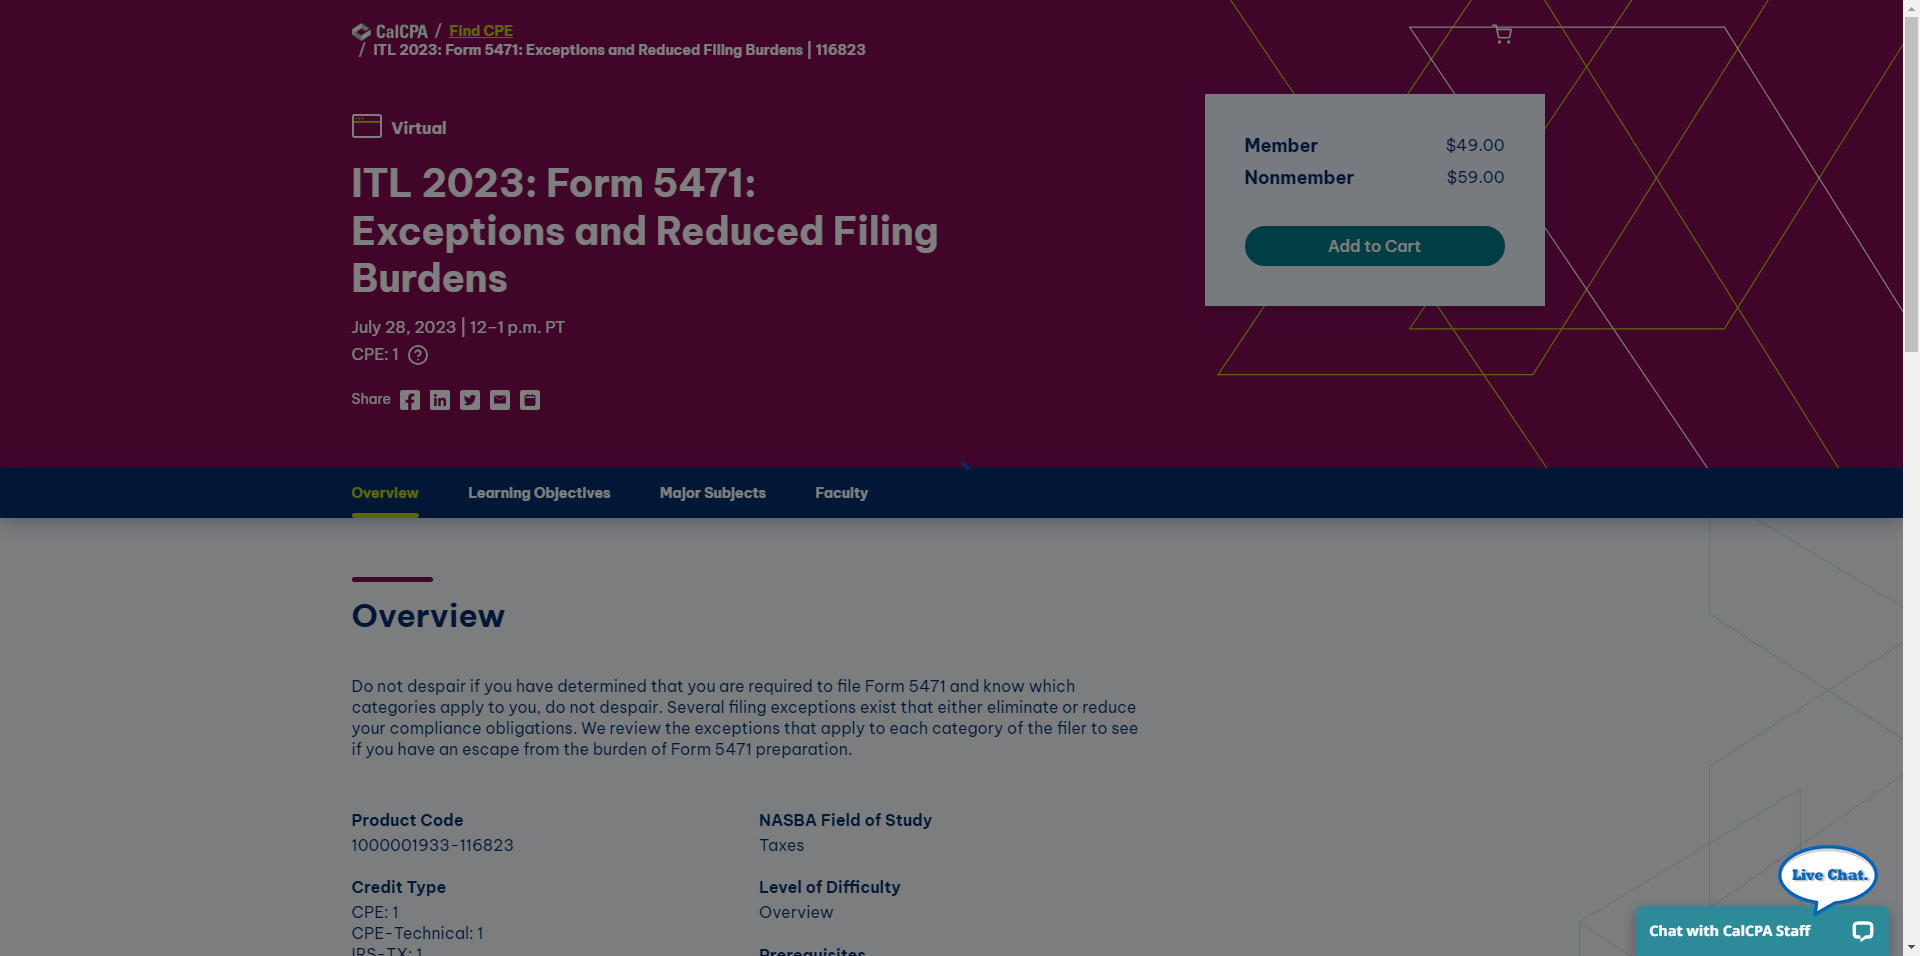 CalCPA / Find CPE
/ ITL 2023: Form 5471: Exceptions and Reduced Filing Burdens | 116823
Virtual
ITL 2023: Form 5471:
Exceptions and Reduced Filing
Burdens
July 28, 2023 | 12–1 p.m. PT
CPE: 1 ?
Share
Member $49.00
Nonmember $59.00
Add to Cart
Overview Learning Objectives Major Subjects Faculty
Overview
Do not despair if you have determined that you are required to file Form 5471 and know which
categories apply to you, do not despair. Several filing exceptions exist that either eliminate or reduce
your compliance obligations. We review the exceptions that apply to each category of the filer to see
if you have an escape from the burden of Form 5471 preparation.
Product Code
1000001933-116823
NASBA Field of Study
Taxes
Credit Type
CPE: 1
CPE-Technical: 1
IRS-TX: 1
Level of Difficulty
Overview
Prerequisites
Live Chat.
Chat with CalCPA Staff